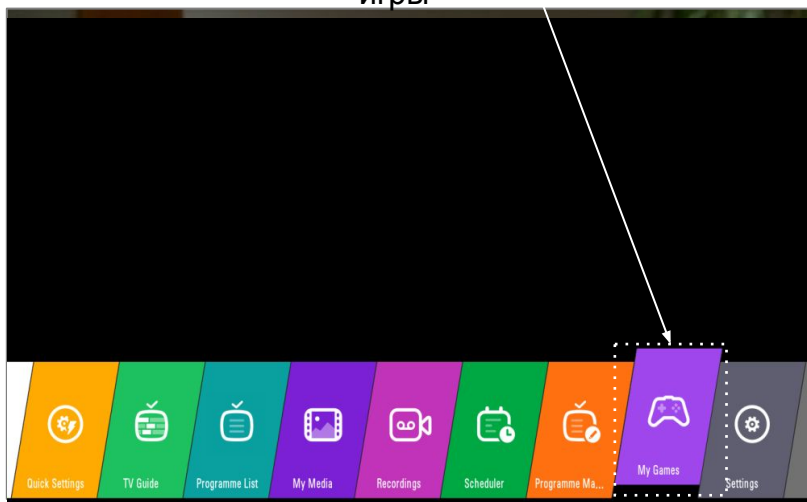 игры
Quick Settings
TV Guide
Programme List
My Media
Recordings
Scheduler
Programme Ma...
My Games
Settings